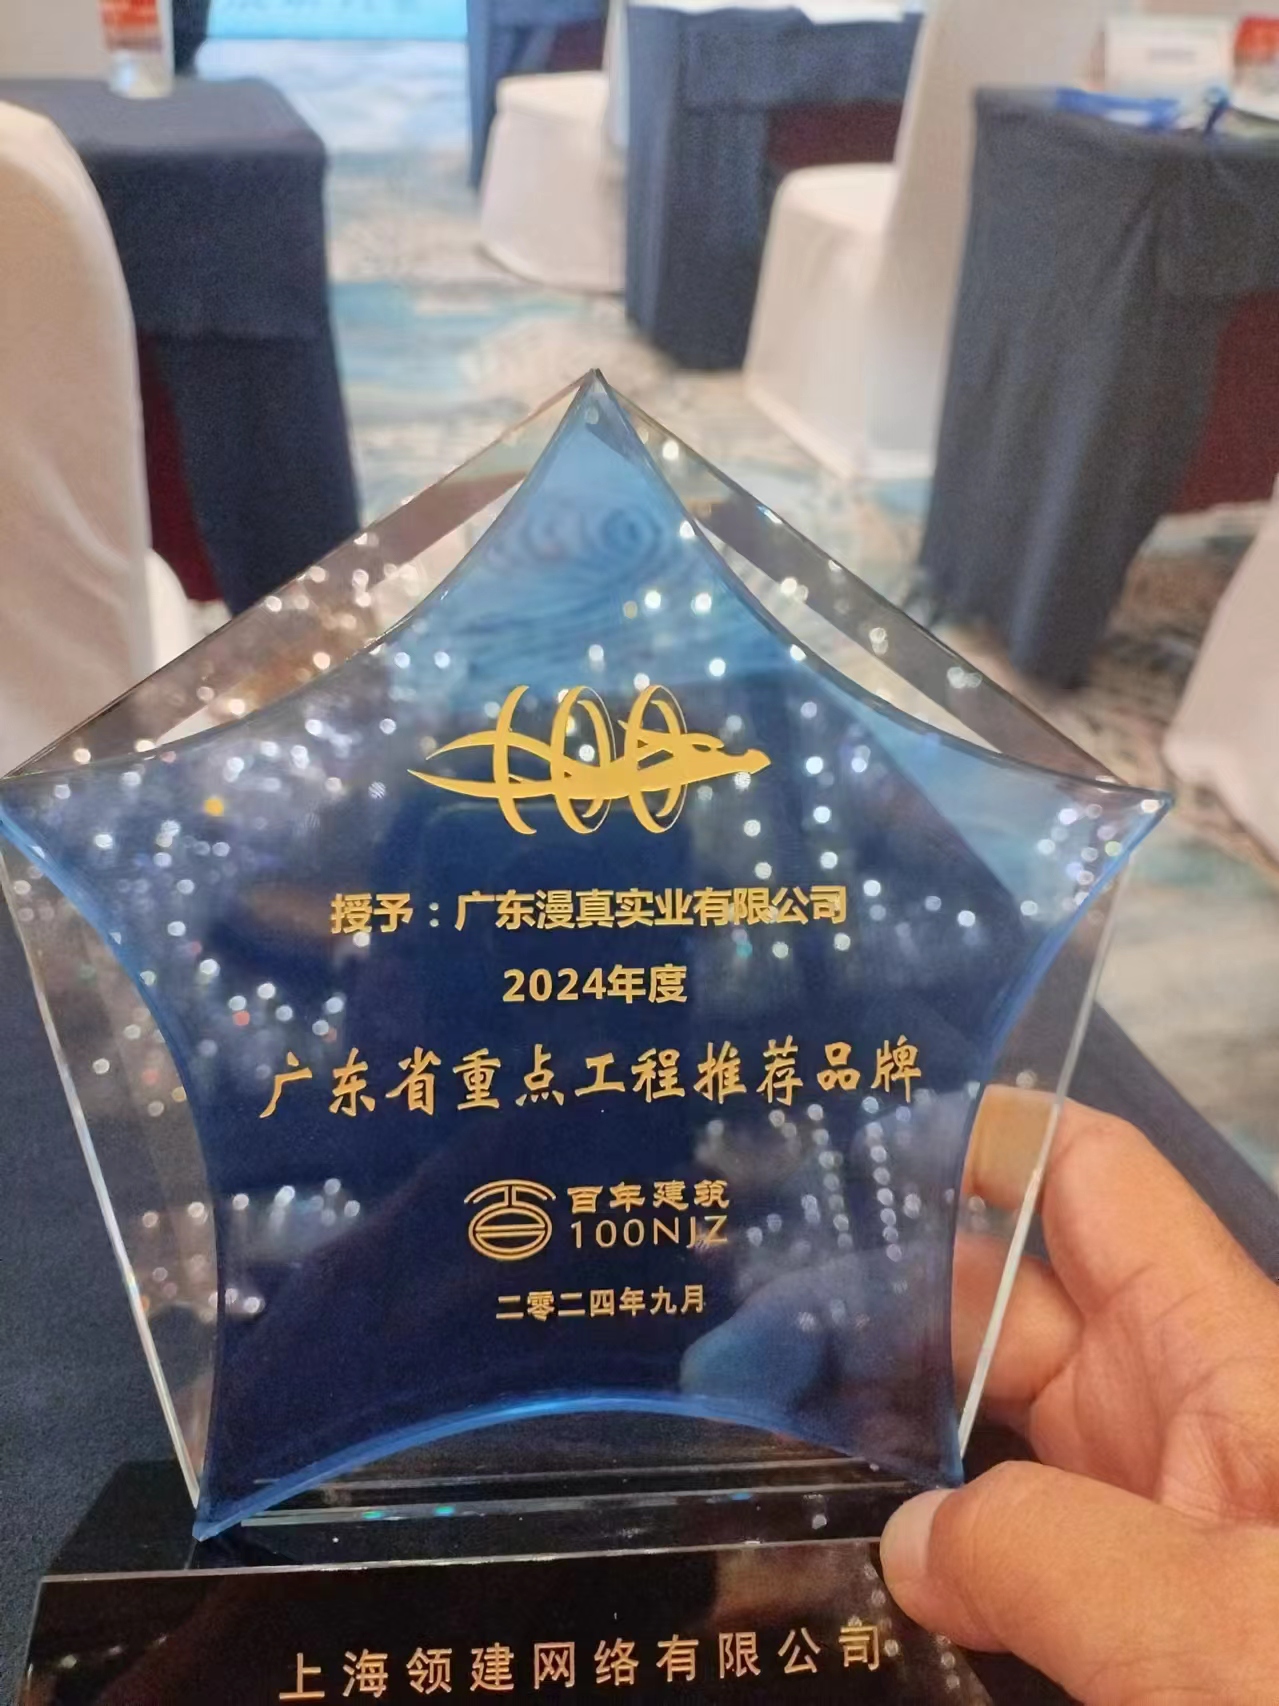 授予：广东漫真实业有限公司
2024年度
广东省重点工程推荐品牌
百年建筑
100NJZ
二零二四年九月
上海领建网络有限公司